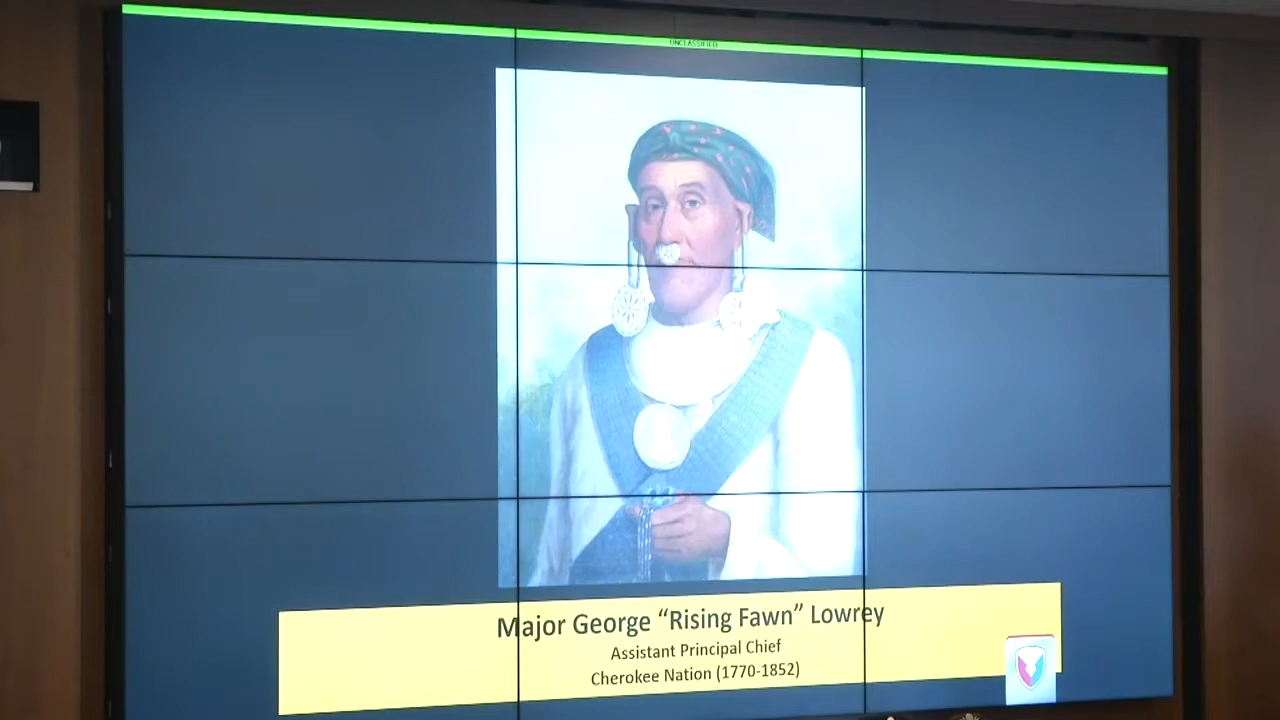 UNCLASSIFIED
Major George “Rising Fawn” Lowrey
Assistant Principal Chief
Cherokee Nation (1770-1852)